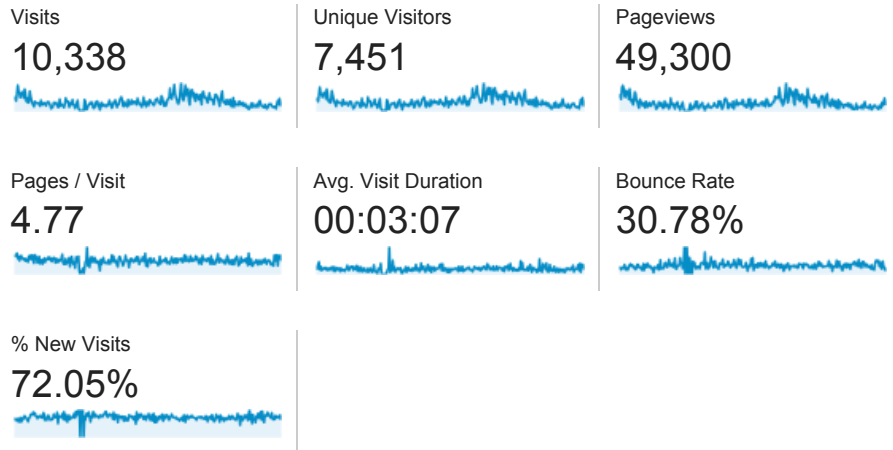 Visits
10,338
Unique Visitors
7,451
Pageviews
49,300
Pages / Visit
4.77
Avg. Visit Duration
00:03:07
Bounce Rate
30.78%
% New Visits
72.05%